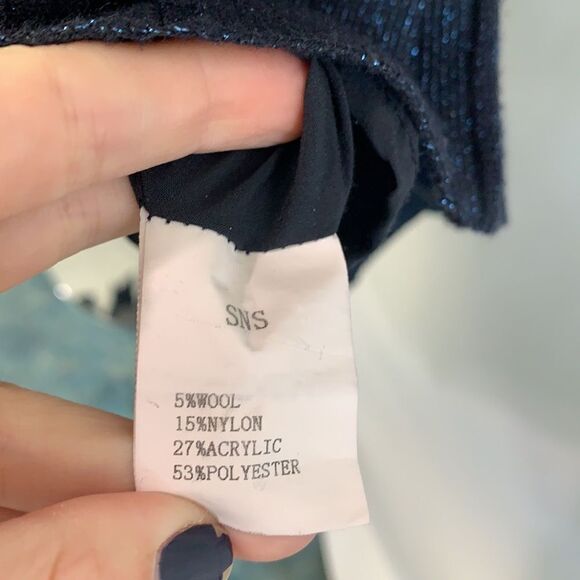 SNS
5%WOOL
15%NYLON
27%ACRYLIC
53%POLYESTER